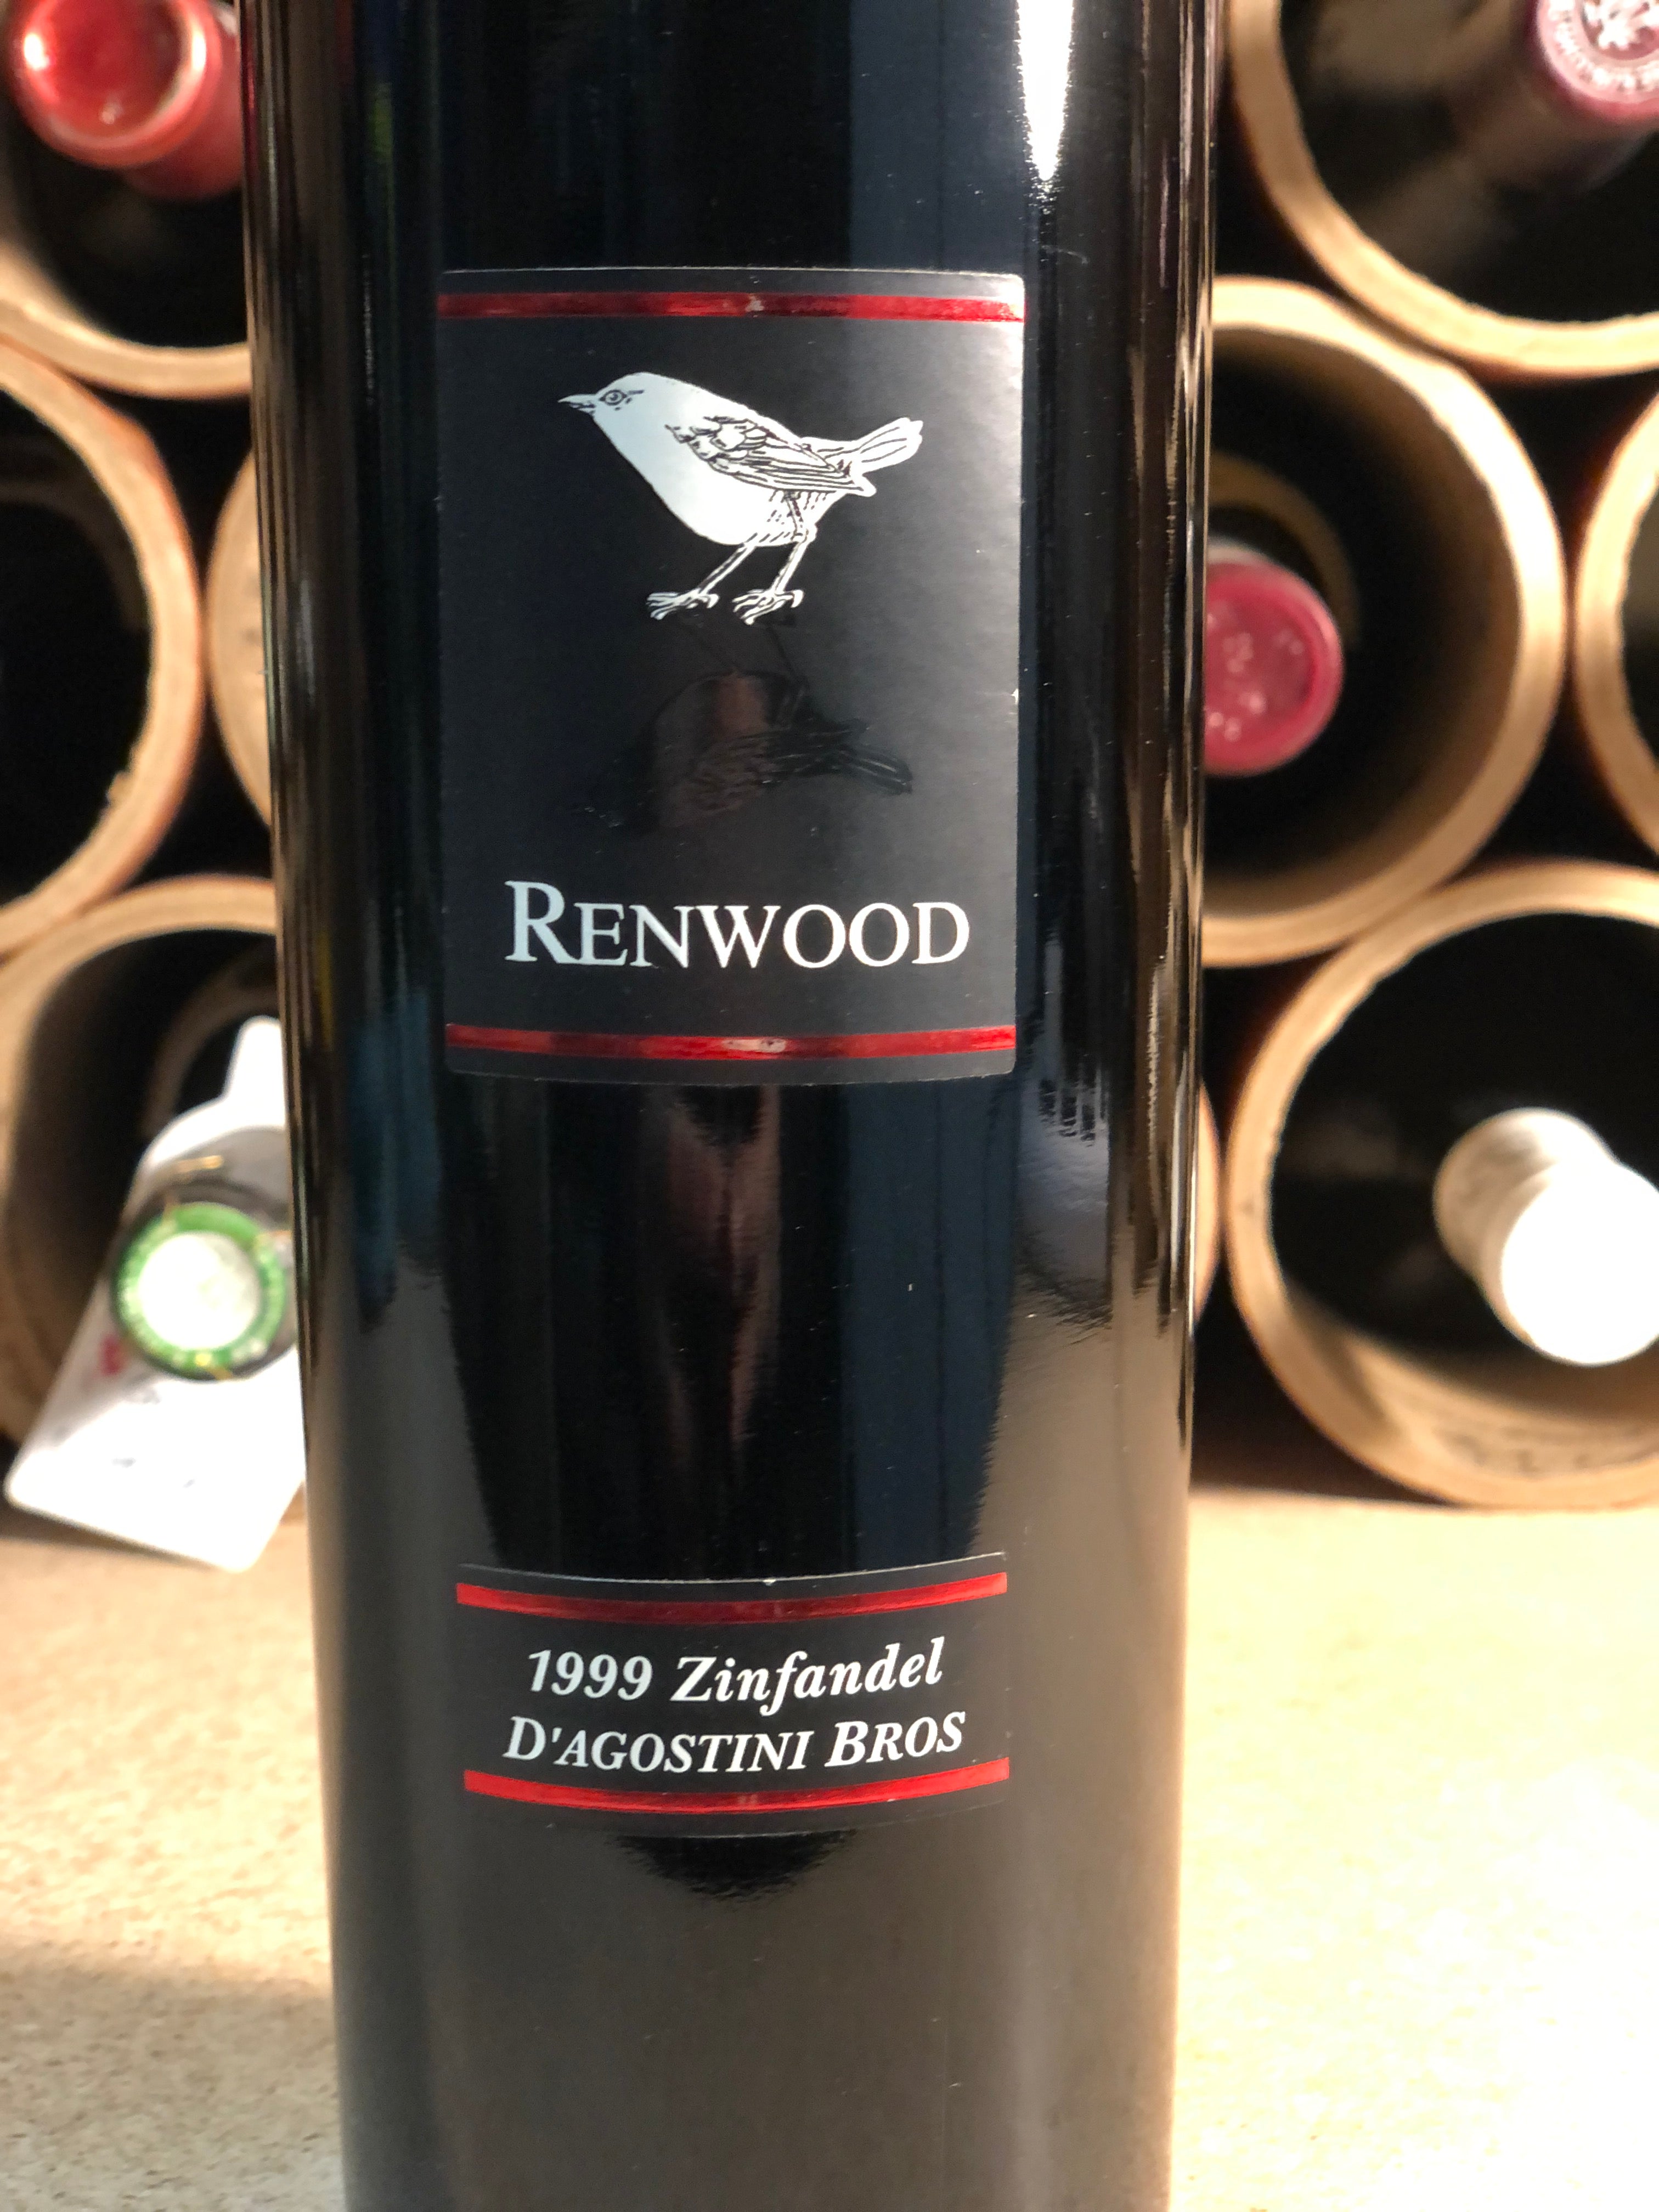 RENWOOD
1999 Zinfandel
D'AGOSTINI BROS